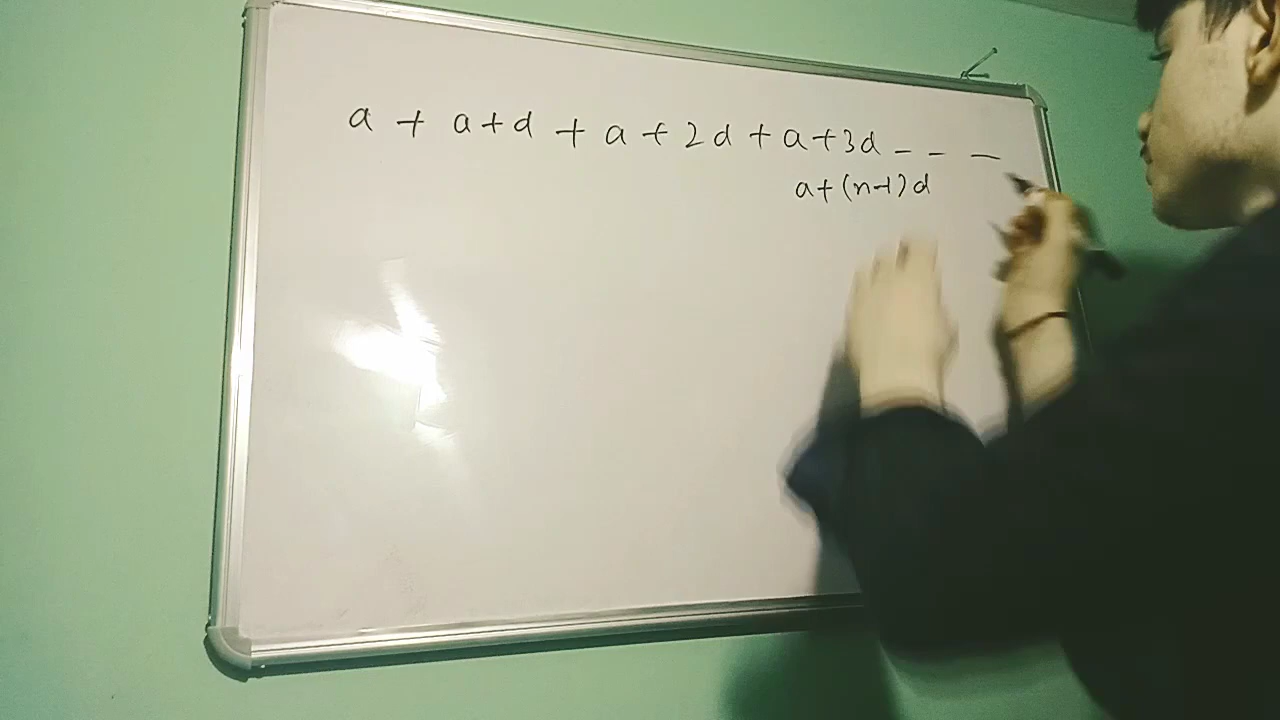 a + a+d + a+2d + a+3d - - -
a+(n-1)d